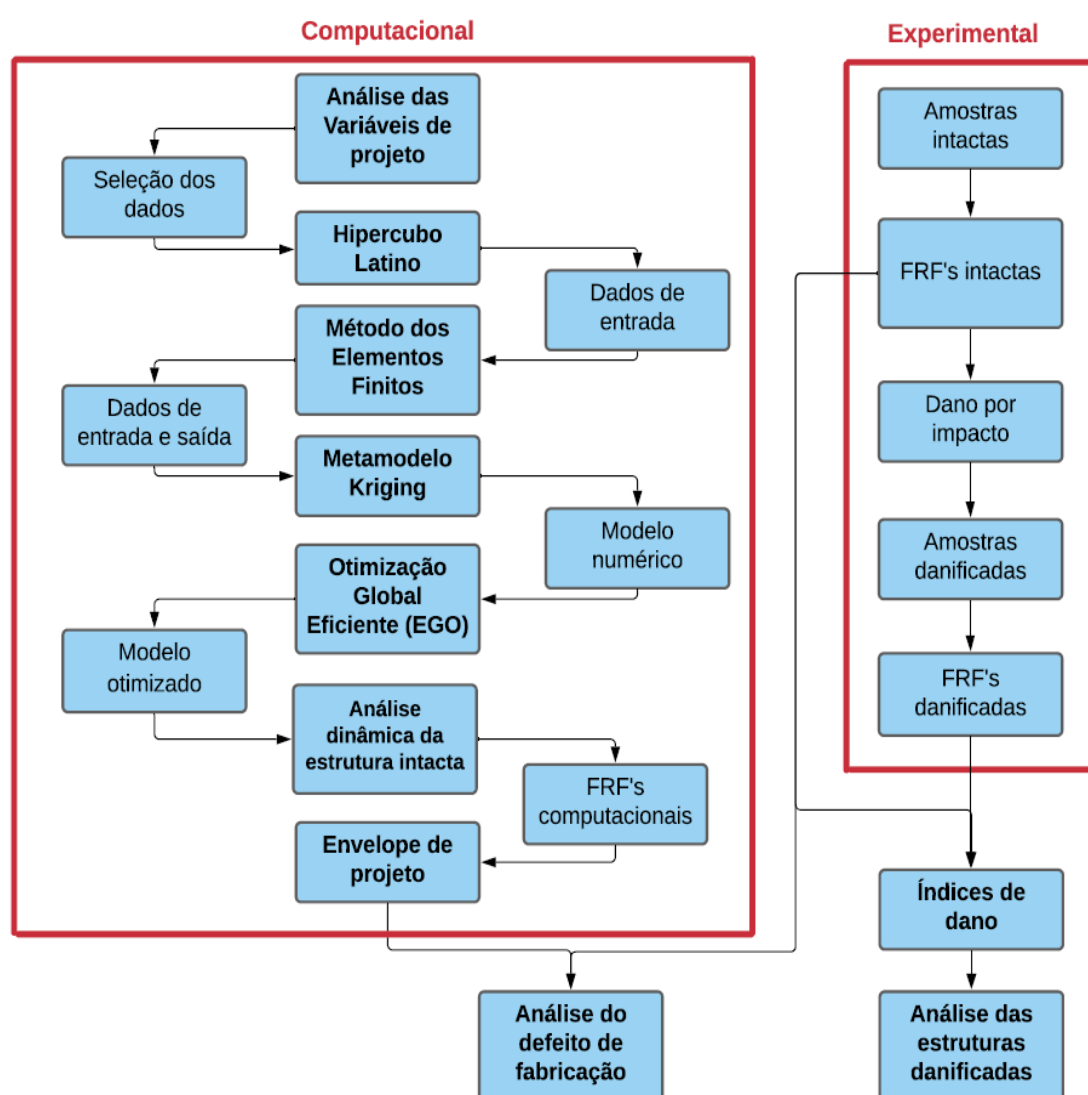 Computacional
Análise das
Variáveis de
projeto
Seleção dos
dados
Hipercubo
Latino
Dados de
entrada
Método dos
Elementos
Finitos
Dados de
entrada e saída
Metamodelo
Kriging
Modelo
numérico
Otimização
Global
Eficiente (EGO)
Modelo
otimizado
Análise
dinâmica da
estrutura intacta
FRF's
computacionais
Envelope de
projeto
Análise do
defeito de
fabricação
Experimental
Amostras
intactas
FRF's intactas
Dano por
impacto
Amostras
danificadas
FRF's
danificadas
Índices de
dano
Análise das
estruturas
danificadas